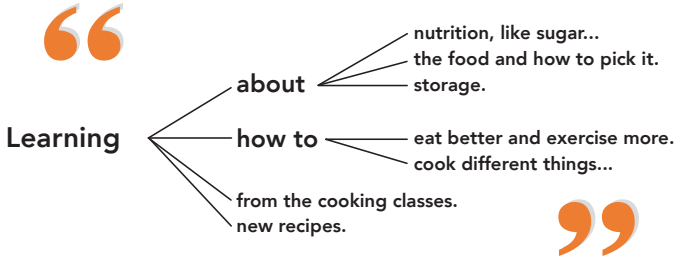 Learning
about
nutrition, like sugar...
the food and how to pick it.
storage.
how to
eat better and exercise more.
cook different things...
from the cooking classes.
new recipes.